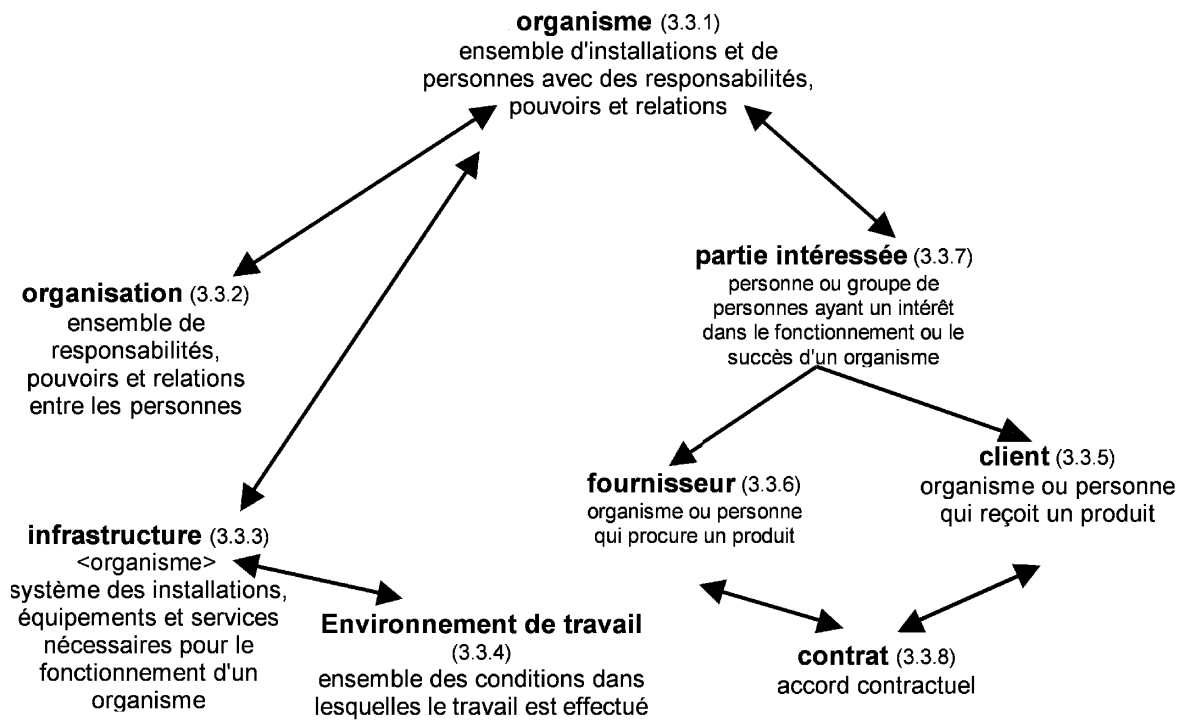 organisme (3.3.1)
ensemble d'installations et de
personnes avec des responsabilités,
pouvoirs et relations
organisation (3.3.2)
ensemble de
responsabilités,
pouvoirs et relations
entre les personnes
partie intéressée (3.3.7)
personne ou groupe de
personnes ayant un intérêt
dans le fonctionnement ou le
succès d'un organisme
fournisseur (3.3.6)
organisme ou personne
qui procure un produit
client (3.3.5)
organisme ou personne
qui reçoit un produit
infrastructure (3.3.3)
<organisme>
système des installations,
équipements et services
nécessaires pour le
fonctionnement d'un
organisme
Environnement de travail
(3.3.4)
ensemble des conditions dans
lesquelles le travail est effectué
contrat (3.3.8)
accord contractuel